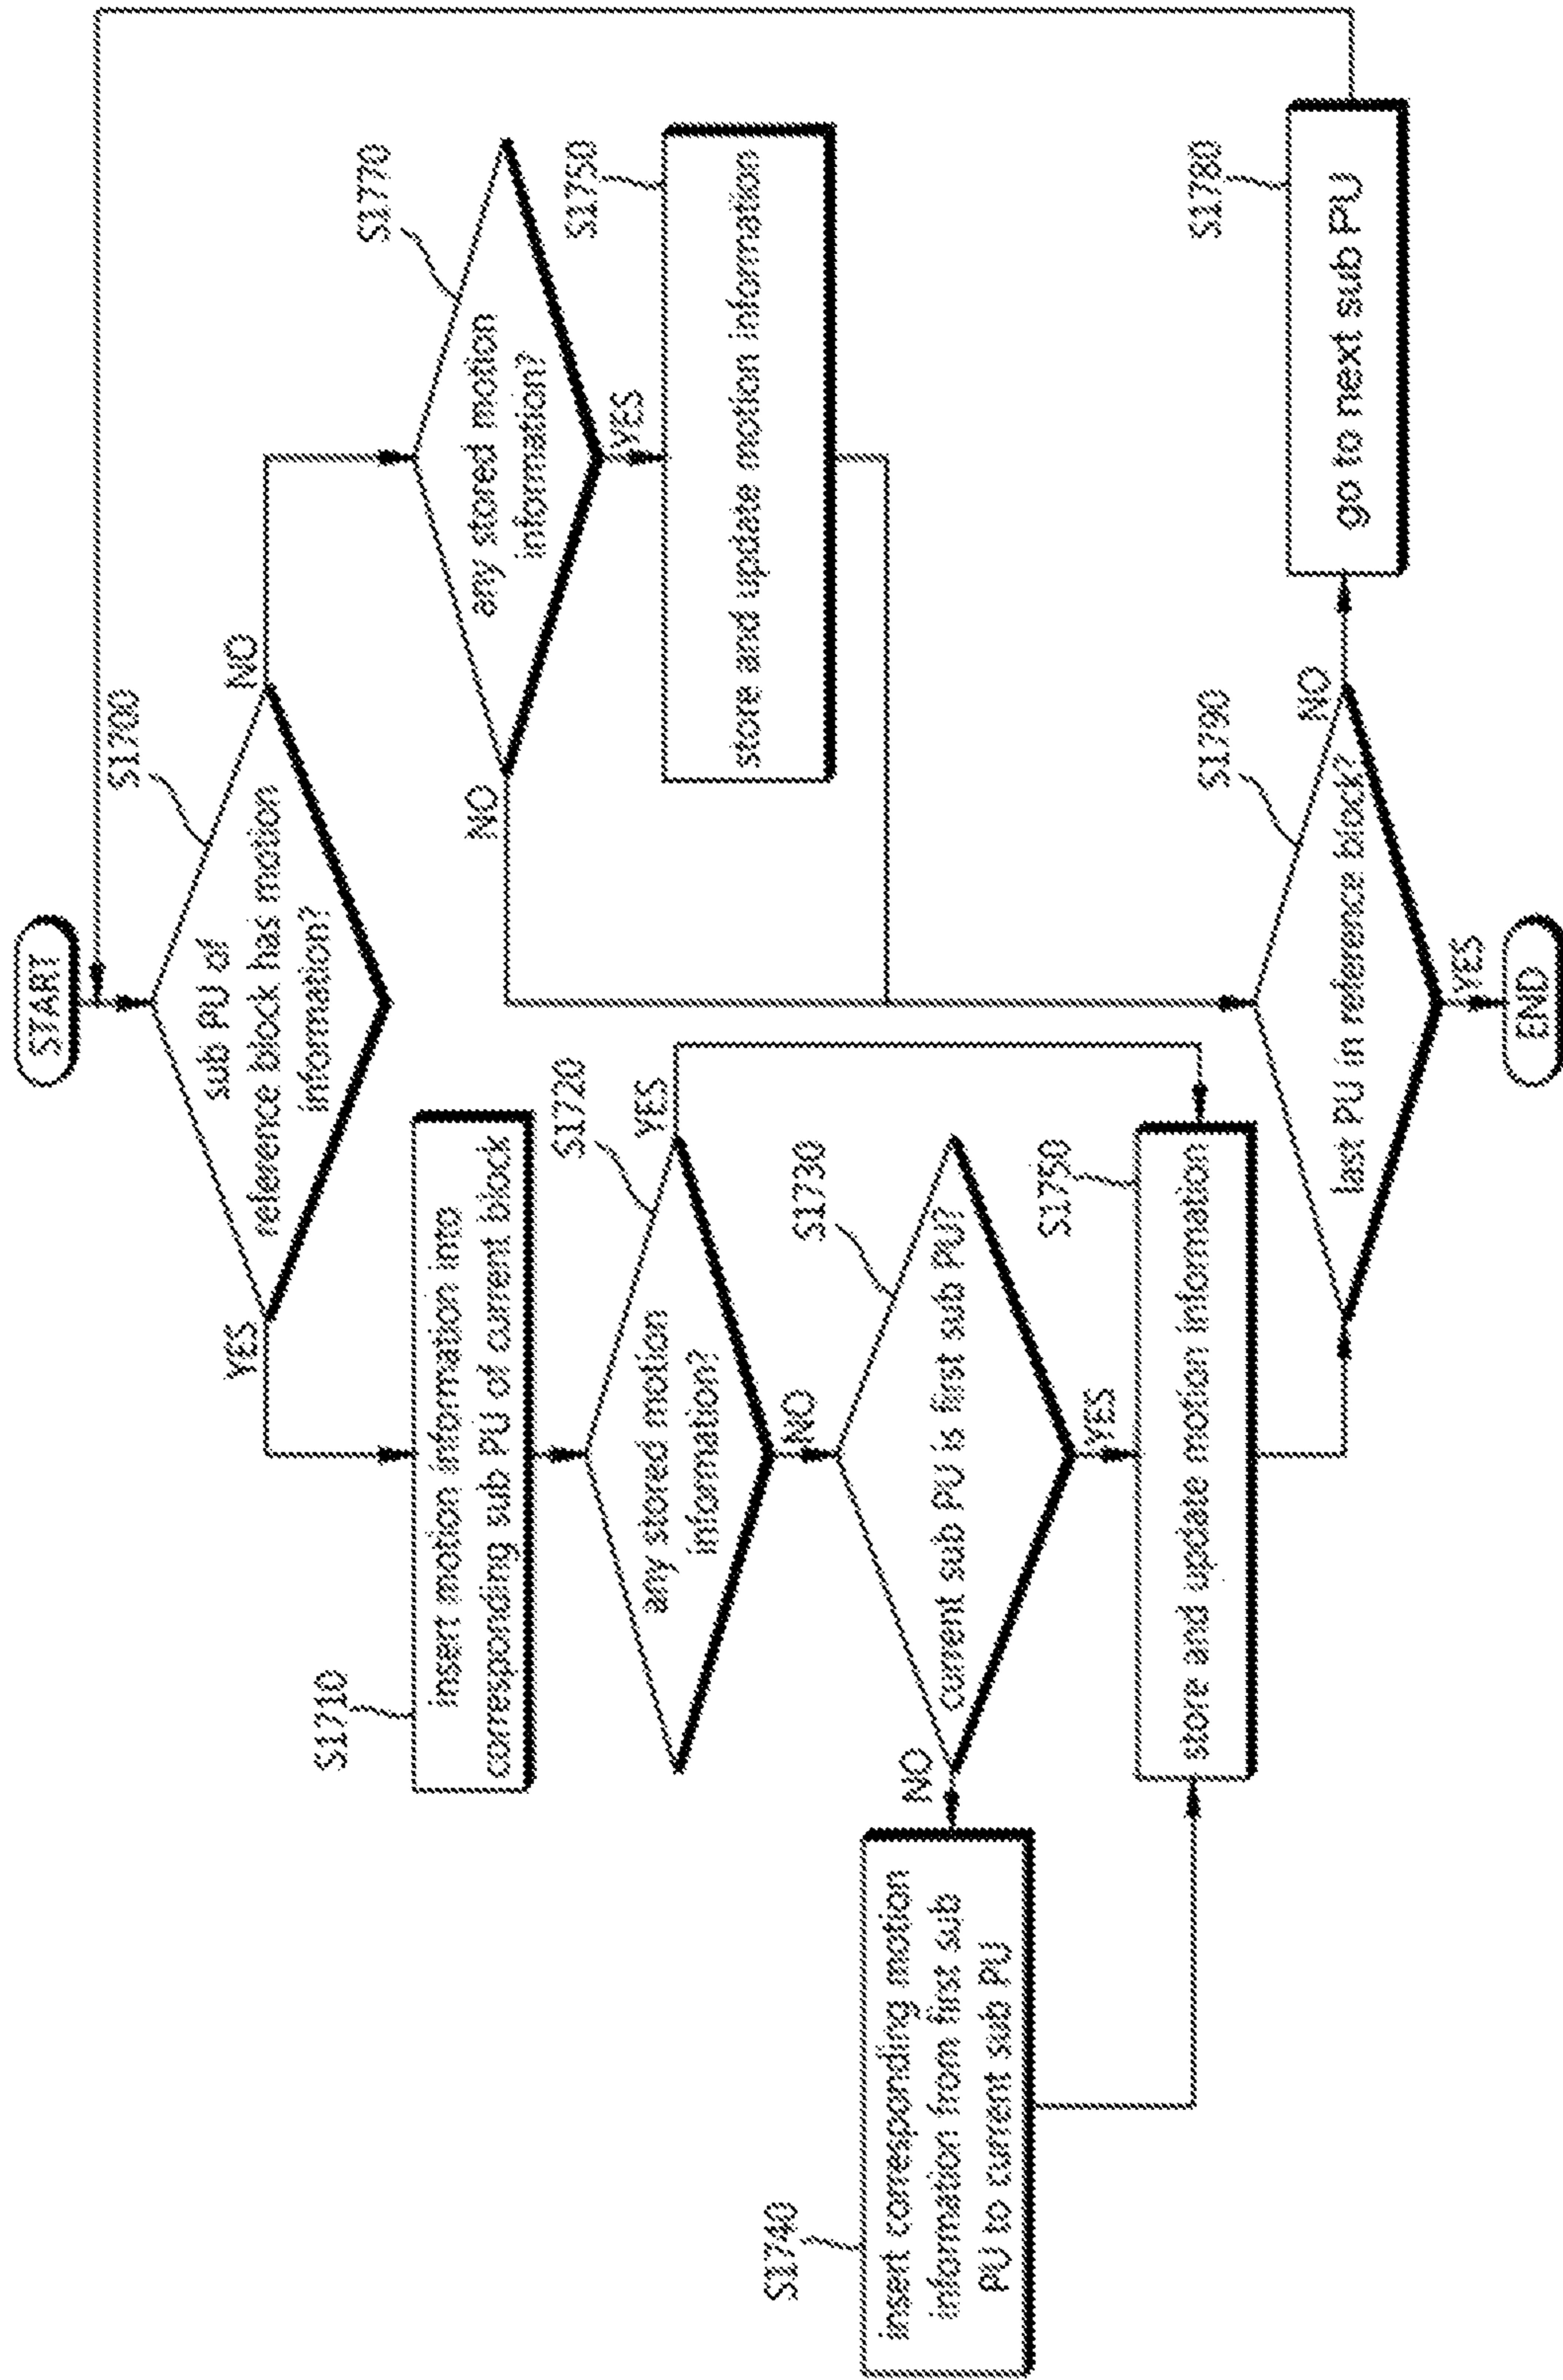 START
S1700
sub PU of
reference block has motion
information?
YES
NO
S1710
insert motion information into
corresponding sub PU of current block
S1770
any stored motion
information?
NO
YES
S1720
any stored motion
information?
YES
NO
S1750
store and update motion information
S1730
current sub PU is first sub PU?
NO
YES
S1740
insert corresponding motion
information from first sub
PU to current sub PU
S1750
store and update motion information
S1790
last PU in reference block?
NO
YES
S1780
go to next sub PU
END